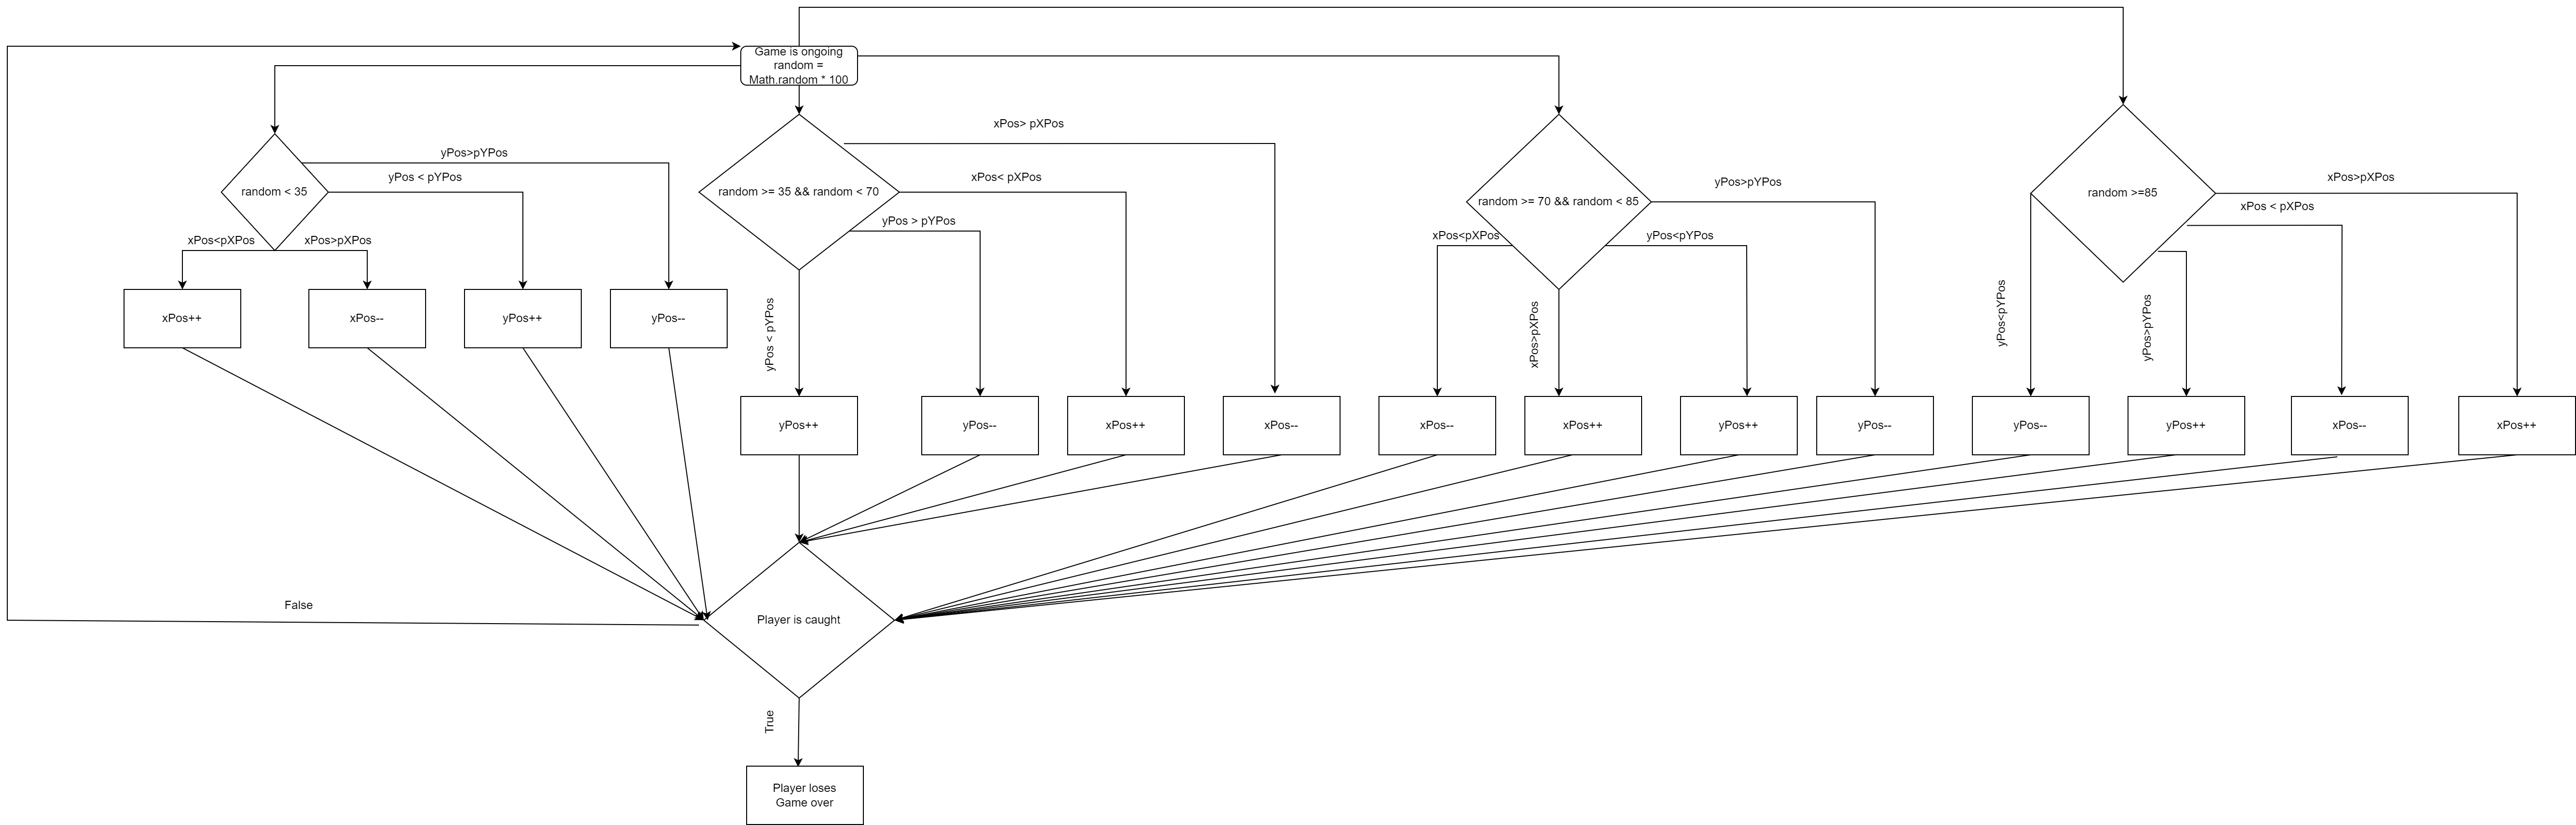 Game is ongoing
random =
Math.random * 100
xPos> pXPos
yPos>pYPos
yPos < pYPos
xPos< pXPos
yPos>pYPos
xPos>pXPos
random < 35
random >= 35 && random < 70
random >= 70 && random < 85
random >=85
xPos < pXPos
yPos > pYPos
xPos<pXPos
xPos>pXPos
xPos<pXPos
yPos<pYPos
xPos++
xPos--
yPos++
yPos--
yPos < pYPos
xPos>pXPos
yPos<pYPos
yPos>pYPos
yPos++
yPos--
xPos++
xPos--
xPos--
xPos++
yPos++
yPos--
yPos--
yPos++
xPos--
xPos++
False
Player is caught
True
Player loses
Game over